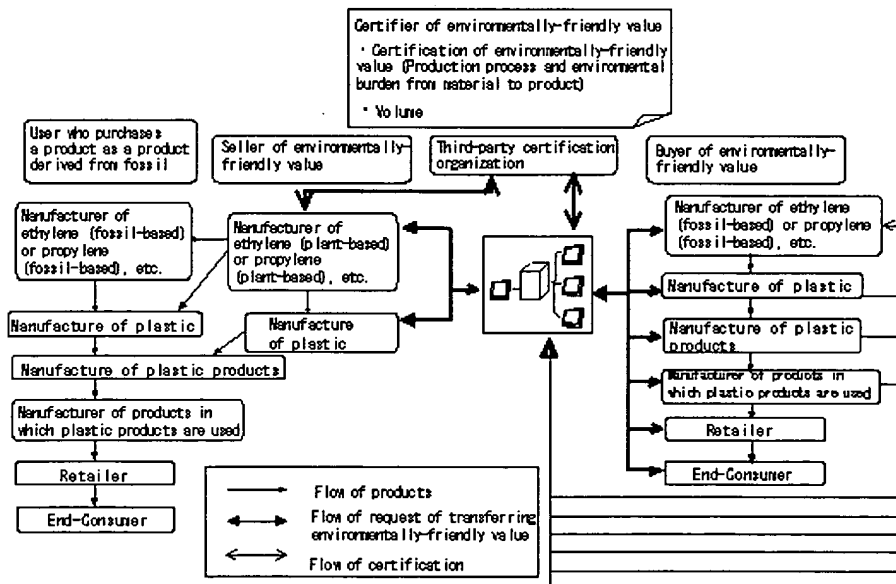 Certifier of environmentally-friendly value
・Certification of environmentally-friendly
value (Production process and environmental
burden from material to product)
・Volume
User who purchases
a product as a product
derived from fossil
Seller of environmentally-
friendly value
Third-party certification
organization
Buyer of environmentally-
friendly value
Manufacturer of
ethylene (fossil-based)
or propylene
(fossil-based), etc.
Manufacturer of
ethylene (plant-based)
or propylene
(plant-based), etc.
Manufacturer of ethylene
(fossil-based) or propylene
(fossil-based), etc.
Manufacture of plastic
Manufacture
of plastic
Manufacture of plastic
Manufacture of plastic products
Manufacture of plastic
products
Manufacturer of products in
which plastic products are used
Manufacturer of products in
which plastic products are used
Retailer
Retailer
End-Consumer
End-Consumer
Flow of products
Flow of request of transferring
environmentally-friendly value
Flow of certification